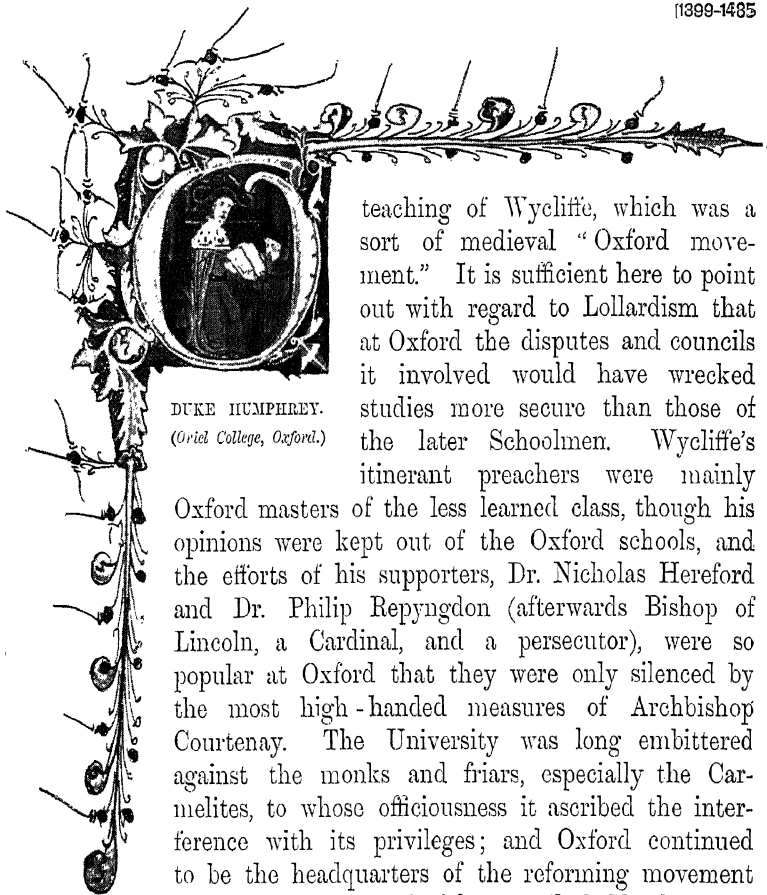 [1399-1485
teaching of Wycliffe, which was a
sort of medieval “Oxford move-
ment.” It is sufficient here to point
out with regard to Lollardism that
at Oxford the disputes and councils
it involved would have wrecked
studies more secure than those of
the later Schoolmen. Wycliffe's
itinerant preachers were mainly
DUKE HUMPHREY.
(Oriel College, Oxford.)
Oxford masters of the less learned class, though his
opinions were kept out of the Oxford schools, and
the efforts of his supporters, Dr. Nicholas Hereford
and Dr. Philip Repyngdon (afterwards Bishop of
Lincoln, a Cardinal, and a persecutor), were so
popular at Oxford that they were only silenced by
the most high-handed measures of Archbishop
Courtenay. The University was long embittered
against the monks and friars, especially the Car-
melites, to whose officiousness it ascribed the inter-
ference with its privileges; and Oxford continued
to be the headquarters of the reforming movement